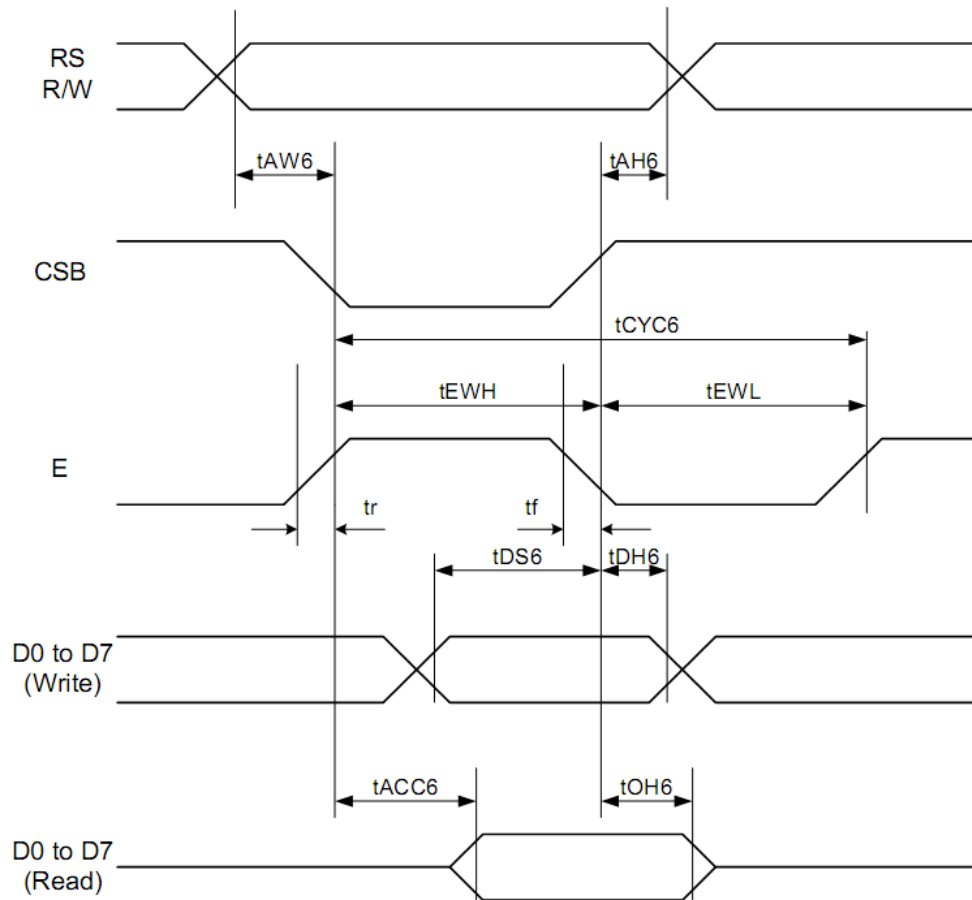 RS
R/W
tAW6
tAH6
CSB
tCYC6
tEWH
tEWL
E
tr
tf
tDS6
tDH6
D0 to D7
(Write)
tACC6
tOH6
D0 to D7
(Read)